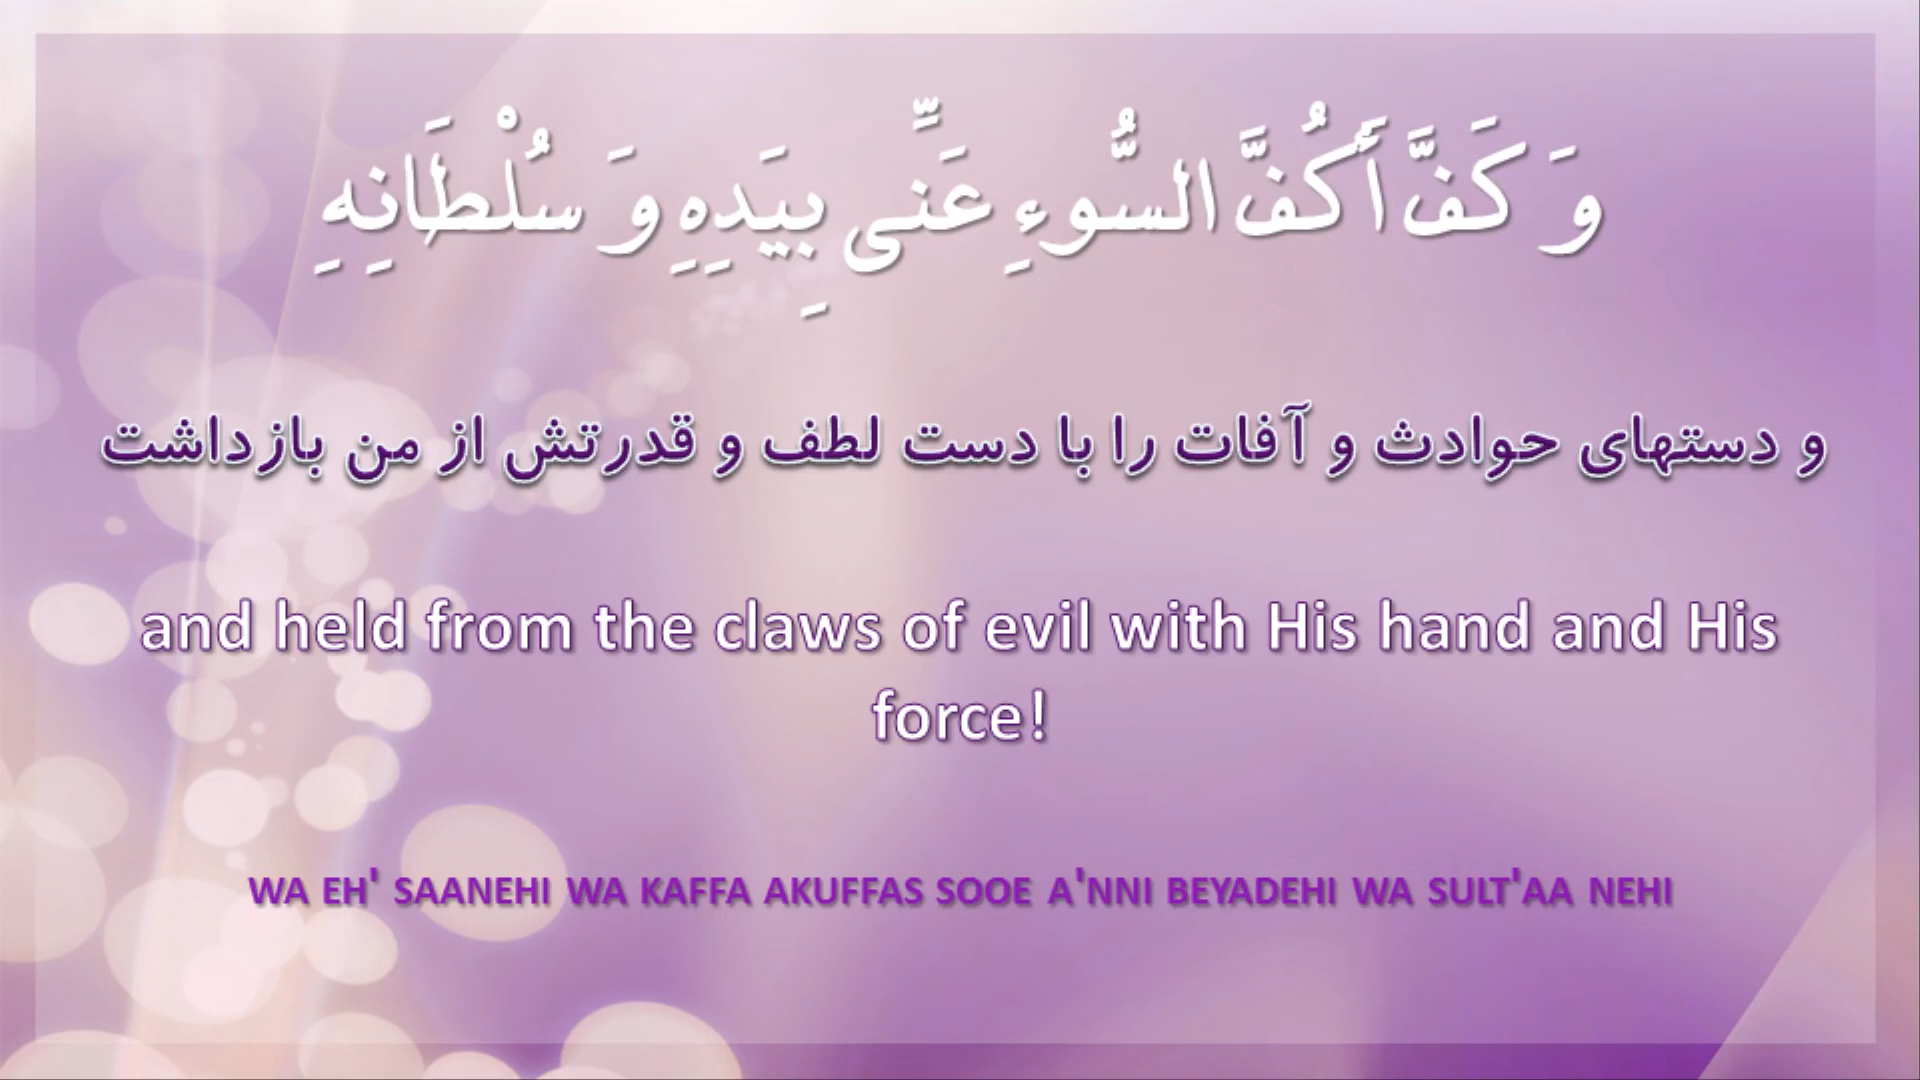 وَ كَفَّ أَكُفَّ السُّوءِ عَنِّی بِیَدِهِ وَ سُلْطَانِهِ
و دستهای حوادث و آفات را با دست لطف و قدرتش از من بازداشت
and held from the claws of evil with His hand and His
force!
WA EH' SAANEHI WA KAFFA AKUFFAS SOOE A'NNI BEYADEHI WA SULT'AA NEHI